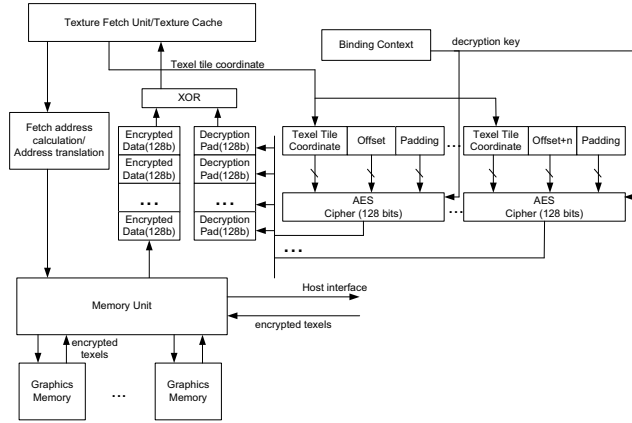 Texture Fetch Unit/Texture Cache
Binding Context
decryption key
Texel tile coordinate
XOR
Fetch address
calculation/
Address translation
Encrypted
Data(128b)
Encrypted
Data(128b)
...
Encrypted
Data(128b)
Decryption
Pad(128b)
Decryption
Pad(128b)
...
Decryption
Pad(128b)
Texel Tile
Coordinate
Offset
Padding
...
Texel Tile
Coordinate
Offset+n
Padding
AES
Cipher (128 bits)
...
AES
Cipher (128 bits)
...
Memory Unit
Host interface
encrypted texels
encrypted
texels
Graphics
Memory
...
Graphics
Memory